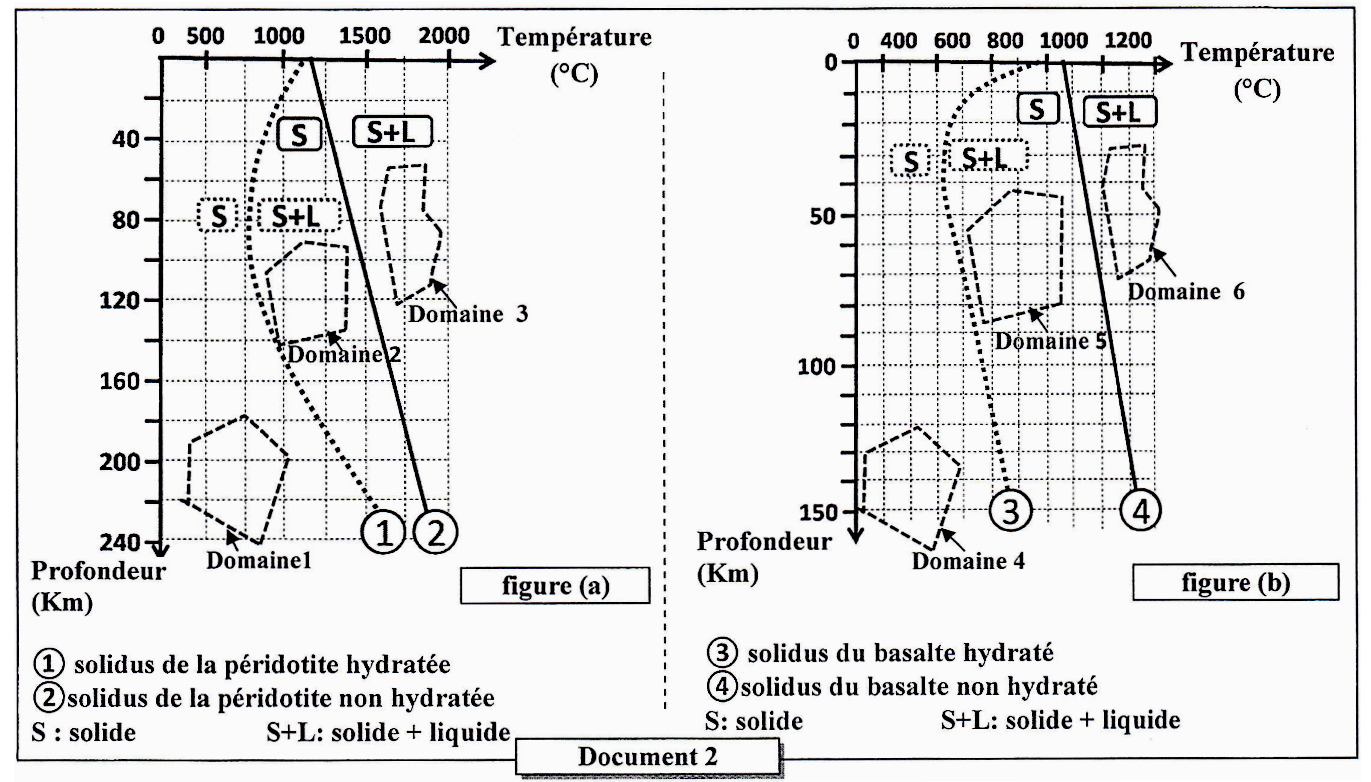 0 500 1000 1500 2000 Température
(°C)
40
80
120
160
200
240
S
S+L
S
S+L
Domaine 3
Domaine 2
Domaine1
1
2
Profondeur
(Km)
figure (a)
0 400 600 800 1000 1200 Température
(°C)
0
50
100
150
S
S+L
S
S+L
Domaine 6
Domaine 5
Domaine 4
3
4
Profondeur
(Km)
figure (b)
1 solidus de la péridotite hydratée
2 solidus de la péridotite non hydratée
S : solide S+L: solide + liquide
3 solidus du basalte hydraté
4 solidus du basalte non hydraté
S: solide S+L: solide + liquide
Document 2